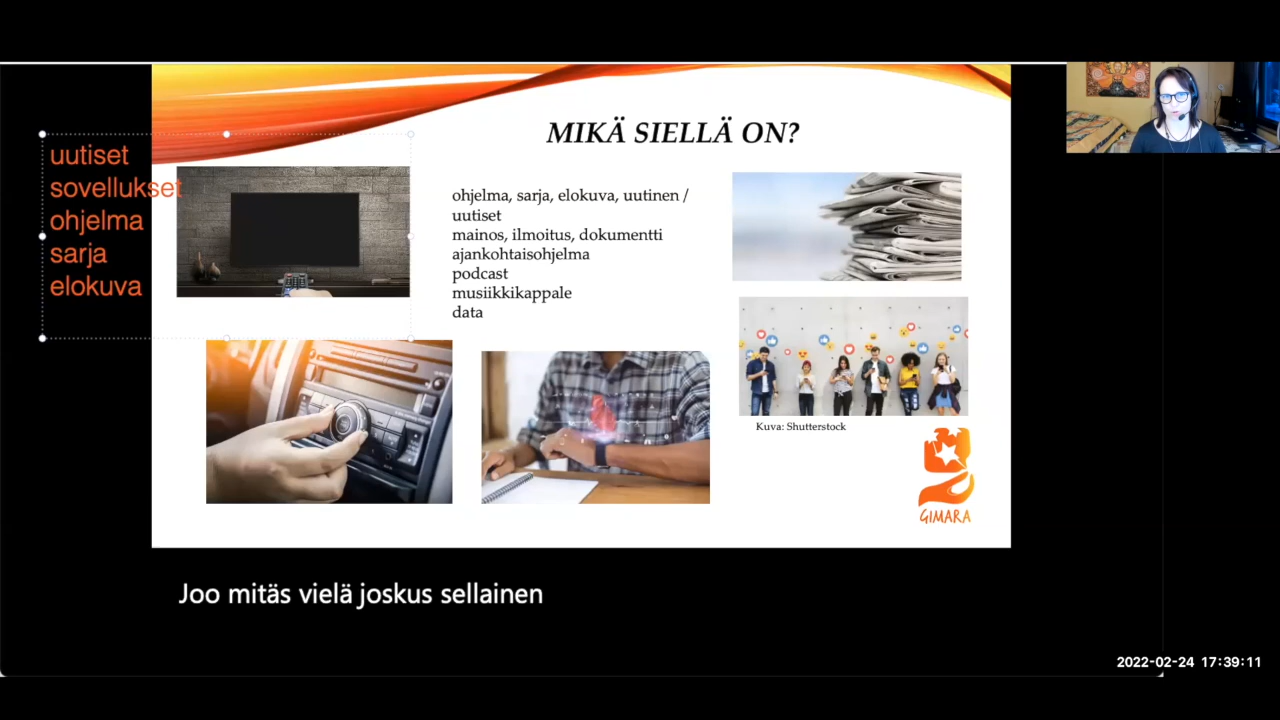 MIKÄ SIELLÄ ON?
uutiset
sovellukset
ohjelma
sarja
elokuva
ohjelma, sarja, elokuva, uutinen /
uutiset
mainos, ilmoitus, dokumentti
ajankohtaisohjelma
podcast
musiikkikappale
data
Kuva: Shutterstock
GIMARA
Joo mitäs vielä joskus sellainen
2022-02-24 17:39:11